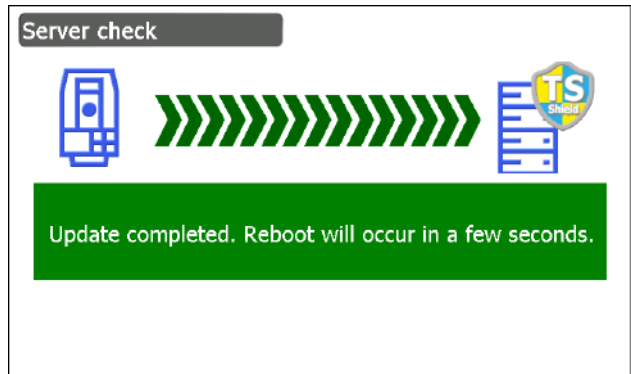 Server check
TS
Shield
Update completed. Reboot will occur in a few seconds.